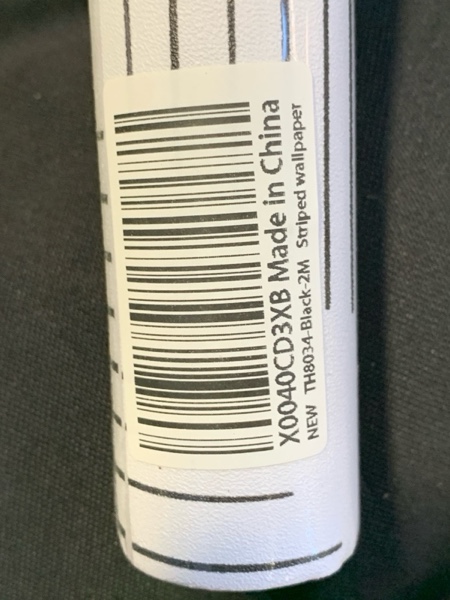 X0040CD3XB Made in China
NEW TH8034-Black-2M Striped wallpaper